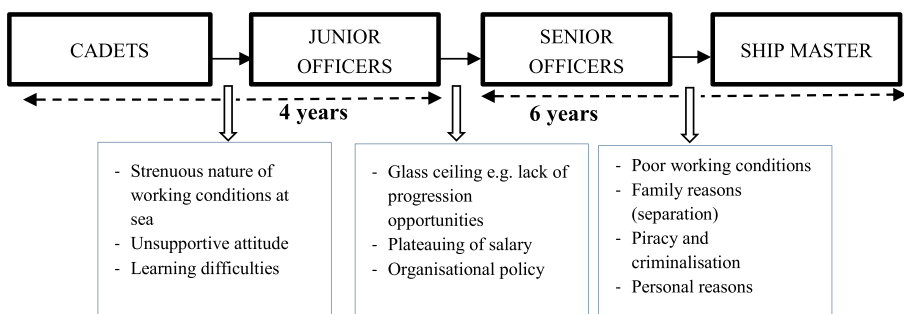 CADETS
JUNIOR
OFFICERS
SENIOR
OFFICERS
SHIP MASTER
4 years
6 years
- Strenuous nature of
working conditions at
sea
- Unsupportive attitude
- Learning difficulties
- Glass ceiling e.g. lack of
progression
opportunities
- Plateauing of salary
- Organisational policy
- Poor working conditions
- Family reasons
(separation)
- Piracy and
criminalisation
- Personal reasons